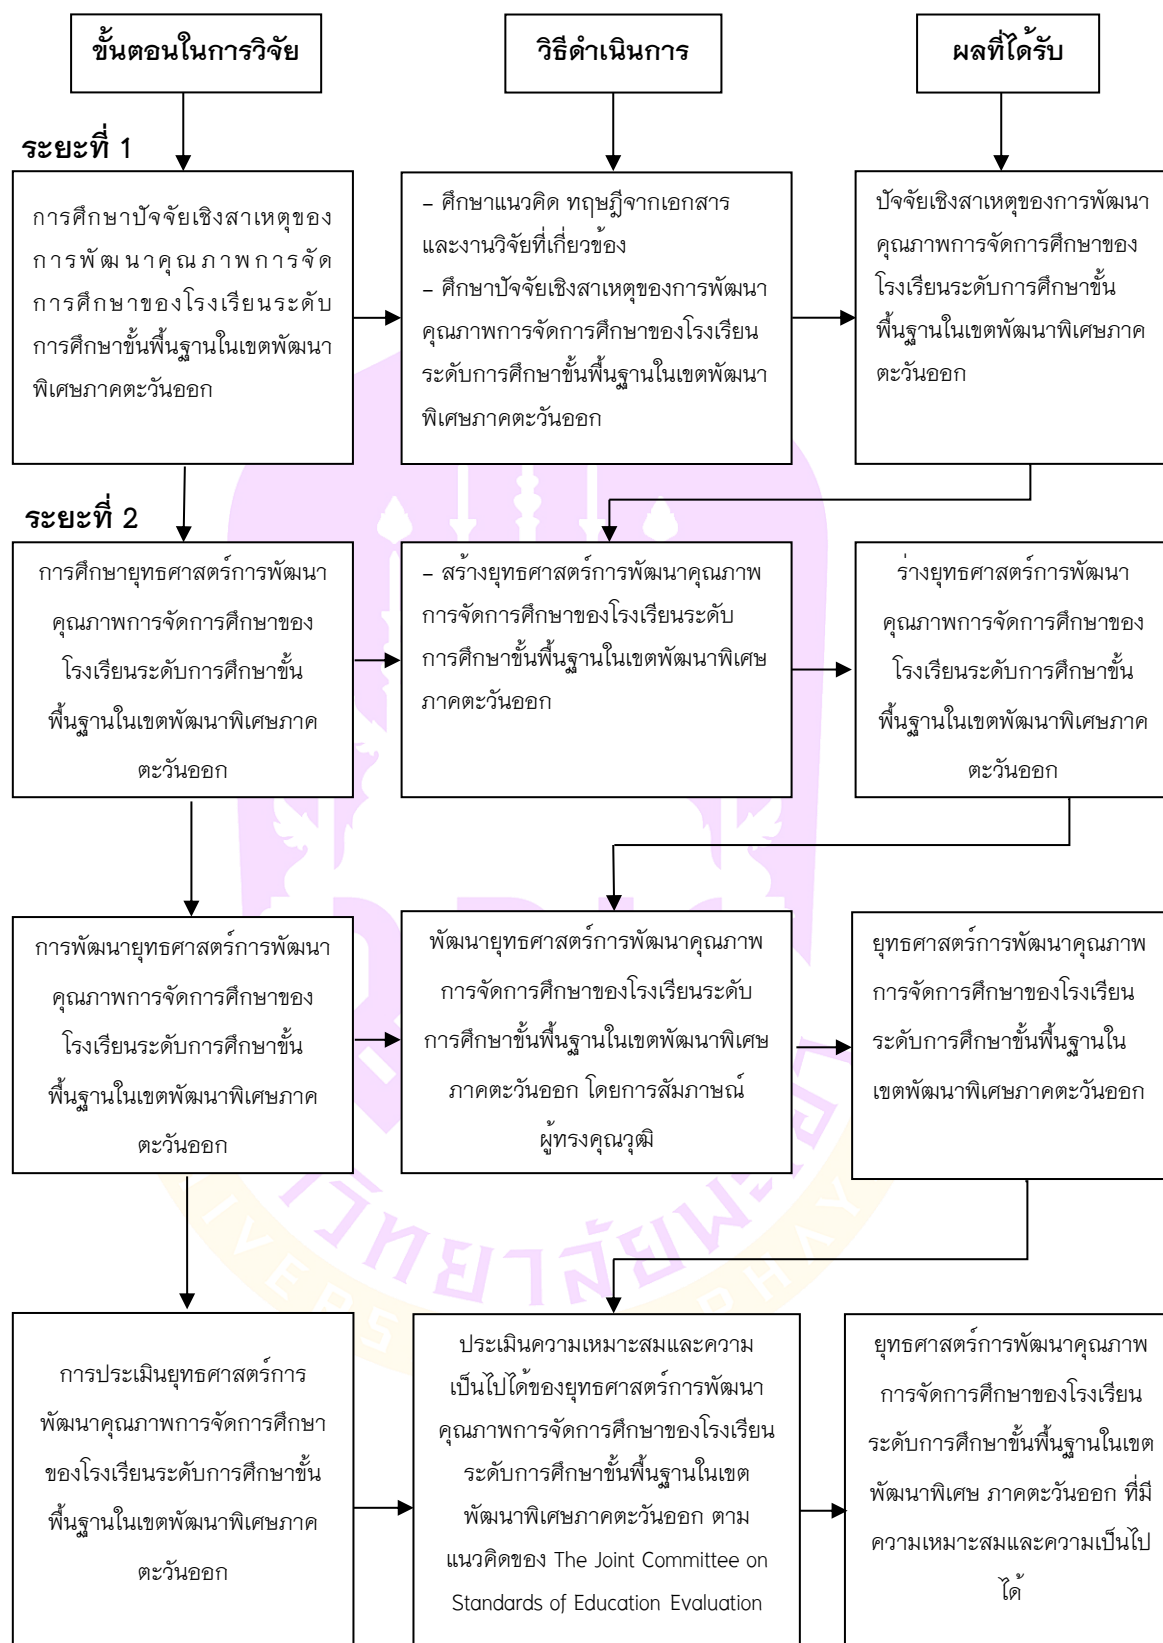 ขั้นตอนในการวิจัย
วิธีดำเนินการ
ผลที่ได้รับ
ระยะที่ 1
การศึกษาปัจจัยเชิงสาเหตุของ
การพัฒนาคุณภาพการจัด
การศึกษาของโรงเรียนระดับ
การศึกษาขั้นพื้นฐานในเขตพัฒนา
พิเศษภาคตะวันออก
– ศึกษาแนวคิด ทฤษฎีจากเอกสาร
และงานวิจัยที่เกี่ยวข้อง
– ศึกษาปัจจัยเชิงสาเหตุของการพัฒนา
คุณภาพการจัดการศึกษาของโรงเรียน
ระดับการศึกษาขั้นพื้นฐานในเขตพัฒนา
พิเศษภาคตะวันออก
ปัจจัยเชิงสาเหตุของการพัฒนา
คุณภาพการจัดการศึกษาของ
โรงเรียนระดับการศึกษาขั้น
พื้นฐานในเขตพัฒนาพิเศษภาค
ตะวันออก
ระยะที่ 2
การศึกษายุทธศาสตร์การพัฒนา
คุณภาพการจัดการศึกษาของ
โรงเรียนระดับการศึกษาขั้น
พื้นฐานในเขตพัฒนาพิเศษภาค
ตะวันออก
– สร้างยุทธศาสตร์การพัฒนาคุณภาพ
การจัดการศึกษาของโรงเรียนระดับ
การศึกษาขั้นพื้นฐานในเขตพัฒนาพิเศษ
ภาคตะวันออก
ร่างยุทธศาสตร์การพัฒนา
คุณภาพการจัดการศึกษาของ
โรงเรียนระดับการศึกษาขั้น
พื้นฐานในเขตพัฒนาพิเศษภาค
ตะวันออก
การพัฒนายุทธศาสตร์การพัฒนา
คุณภาพการจัดการศึกษาของ
โรงเรียนระดับการศึกษาขั้น
พื้นฐานในเขตพัฒนาพิเศษภาค
ตะวันออก
พัฒนายุทธศาสตร์การพัฒนาคุณภาพ
การจัดการศึกษาของโรงเรียนระดับ
การศึกษาขั้นพื้นฐานในเขตพัฒนาพิเศษ
ภาคตะวันออก โดยการสัมภาษณ์
ผู้ทรงคุณวุฒิ
ยุทธศาสตร์การพัฒนาคุณภาพ
การจัดการศึกษาของโรงเรียน
ระดับการศึกษาขั้นพื้นฐานใน
เขตพัฒนาพิเศษภาคตะวันออก
การประเมินยุทธศาสตร์การ
พัฒนาคุณภาพการจัดการศึกษา
ของโรงเรียนระดับการศึกษาขั้น
พื้นฐานในเขตพัฒนาพิเศษภาค
ตะวันออก
ประเมินความเหมาะสมและความ
เป็นไปได้ของยุทธศาสตร์การพัฒนา
คุณภาพการจัดการศึกษาของโรงเรียน
ระดับการศึกษาขั้นพื้นฐานในเขต
พัฒนาพิเศษภาคตะวันออก ตาม
แนวคิดของ The Joint Committee on
Standards of Education Evaluation
ยุทธศาสตร์การพัฒนาคุณภาพ
การจัดการศึกษาของโรงเรียน
ระดับการศึกษาขั้นพื้นฐานในเขต
พัฒนาพิเศษ ภาคตะวันออก ที่มี
ความเหมาะสมและความเป็นไป
ได้